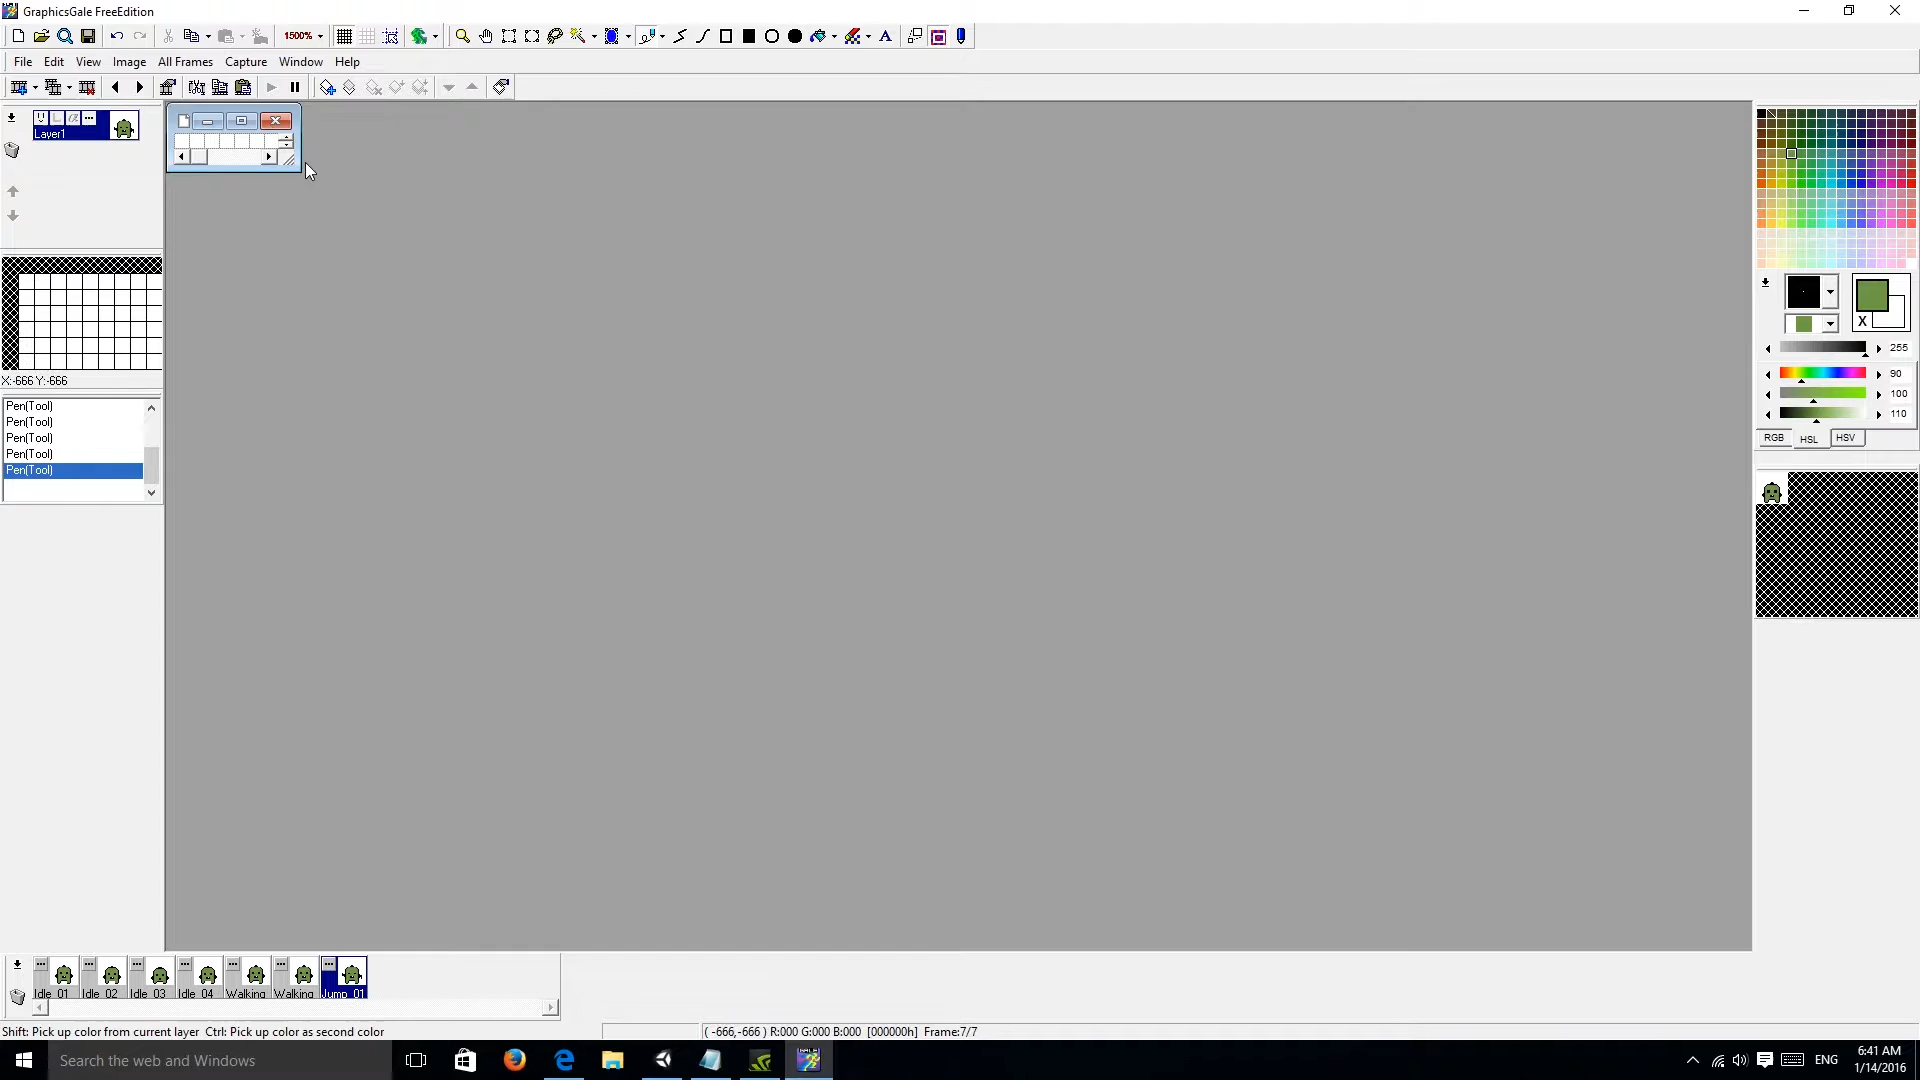 GraphicsGale FreeEdition
1500%
File Edit View Image All Frames Capture Window Help
Layer1
X:-666 Y:-666
Pen(Tool)
Pen(Tool)
Pen(Tool)
Pen(Tool)
Pen(Tool)
X
255
90
100
110
RGB HSL HSV
Idle_01 Idle_02 Idle_03 Idle_04 Walking Walking Jump_01
Shift: Pick up color from current layer Ctrl: Pick up color as second color
( -666,-666 ) R:000 G:000 B:000 [000000h] Frame:7/7
Search the web and Windows
ENG
6:41 AM
1/14/2016